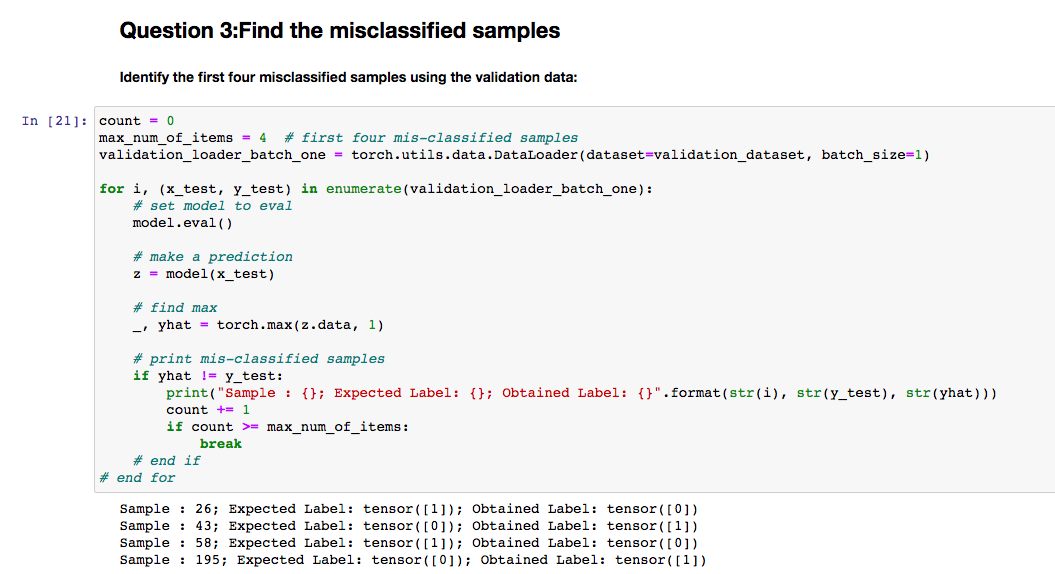 Question 3:Find the misclassified samples
Identify the first four misclassified samples using the validation data:
In [21]: count = 0
max_num_of_items = 4  # first four mis-classified samples
validation_loader_batch_one = torch.utils.data.DataLoader(dataset=validation_dataset, batch_size=1)
for i, (x_test, y_test) in enumerate(validation_loader_batch_one):
    # set model to eval
    model.eval()
    # make a prediction
    z = model(x_test)
    # find max
    _, yhat = torch.max(z.data, 1)
    # print mis-classified samples
    if yhat != y_test:
        print("Sample : {}; Expected Label: {}; Obtained Label: {}".format(str(i), str(y_test), str(yhat)))
        count += 1
        if count >= max_num_of_items:
            break
    # end if
# end for
Sample : 26; Expected Label: tensor([1]); Obtained Label: tensor([0])
Sample : 43; Expected Label: tensor([0]); Obtained Label: tensor([1])
Sample : 58; Expected Label: tensor([1]); Obtained Label: tensor([0])
Sample : 195; Expected Label: tensor([0]); Obtained Label: tensor([1])